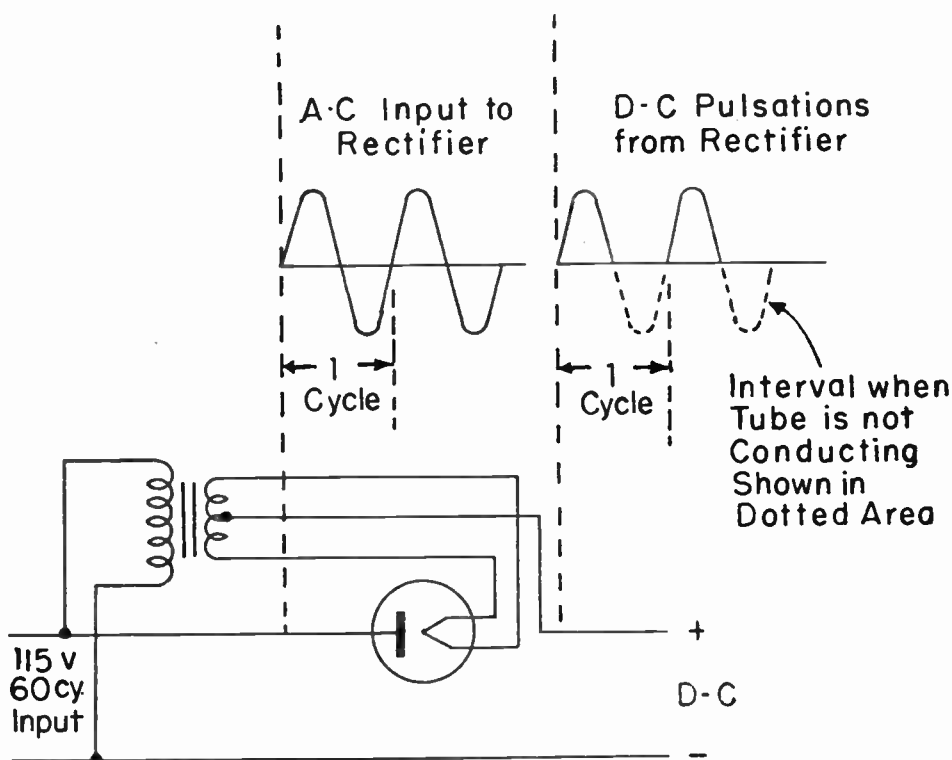 A-C Input to
Rectifier
D-C Pulsations
from Rectifier
1
Cycle
1
Cycle
Interval when
Tube is not
Conducting
Shown in
Dotted Area
115 v
60 cy.
Input
+
D-C
-